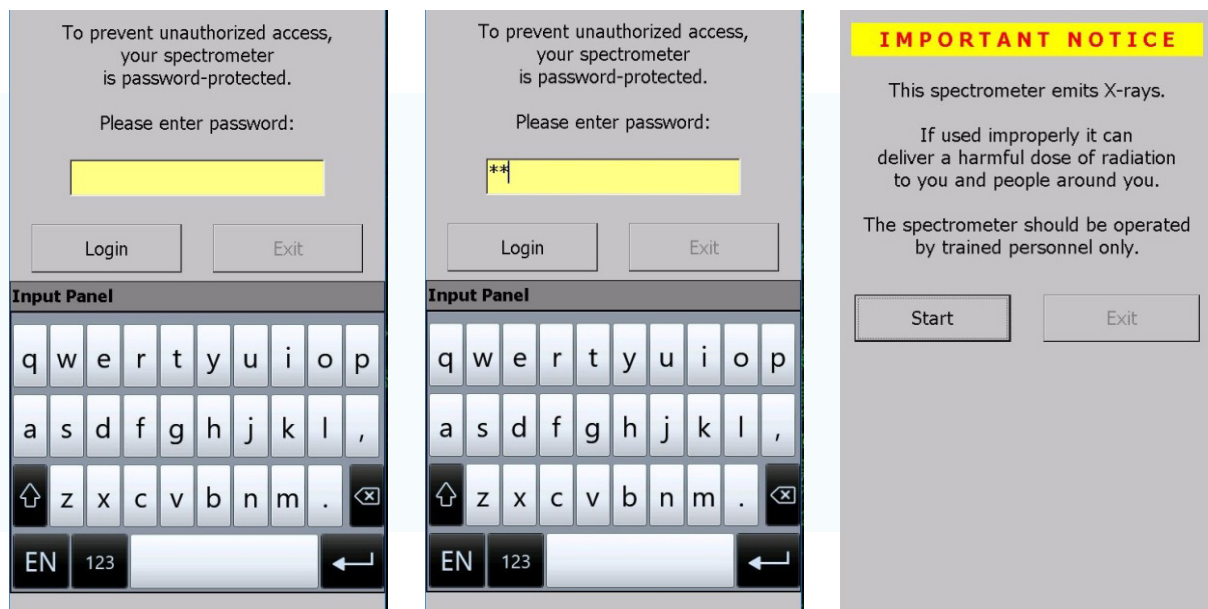 To prevent unauthorized access,
your spectrometer
is password-protected.
Please enter password:
Login Exit
Input Panel
q w e r t y u i o p
a s d f g h j k l ,
z x c v b n m .
EN 123
To prevent unauthorized access,
your spectrometer
is password-protected.
Please enter password:
**
Login Exit
Input Panel
q w e r t y u i o p
a s d f g h j k l ,
z x c v b n m .
EN 123
IMPORTANT NOTICE
This spectrometer emits X-rays.
If used improperly it can
deliver a harmful dose of radiation
to you and people around you.
The spectrometer should be operated
by trained personnel only.
Start Exit